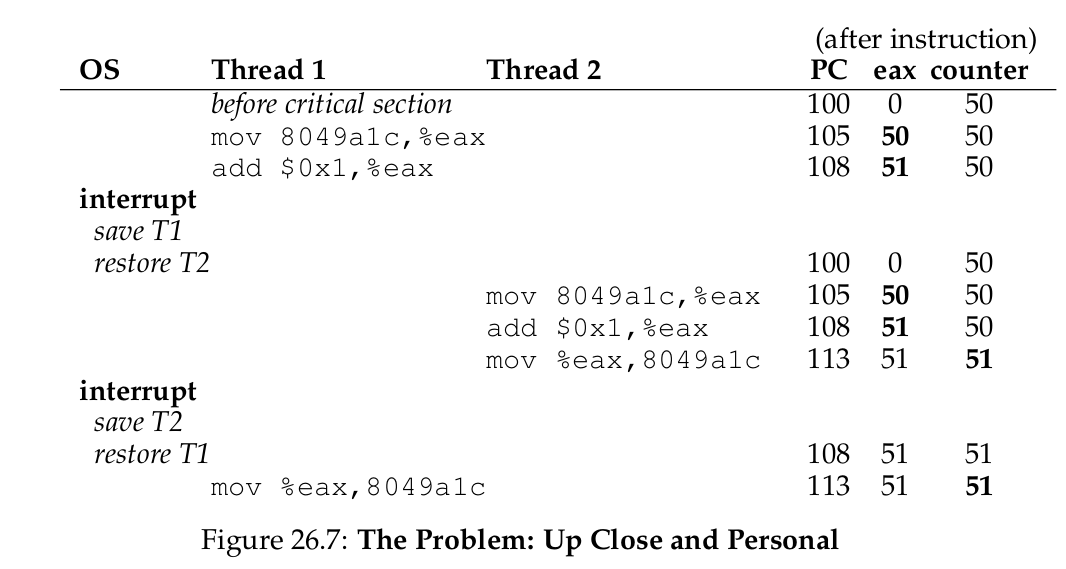 (after instruction)
OS Thread 1 Thread 2 PC eax counter
before critical section 100 0 50
mov 8049a1c,%eax 105 50 50
add $0x1,%eax 108 51 50
interrupt
save T1
restore T2 100 0 50
mov 8049a1c,%eax 105 50 50
add $0x1,%eax 108 51 50
mov %eax,8049a1c 113 51 51
interrupt
save T2
restore T1 108 51 51
mov %eax,8049a1c 113 51 51
Figure 26.7: The Problem: Up Close and Personal